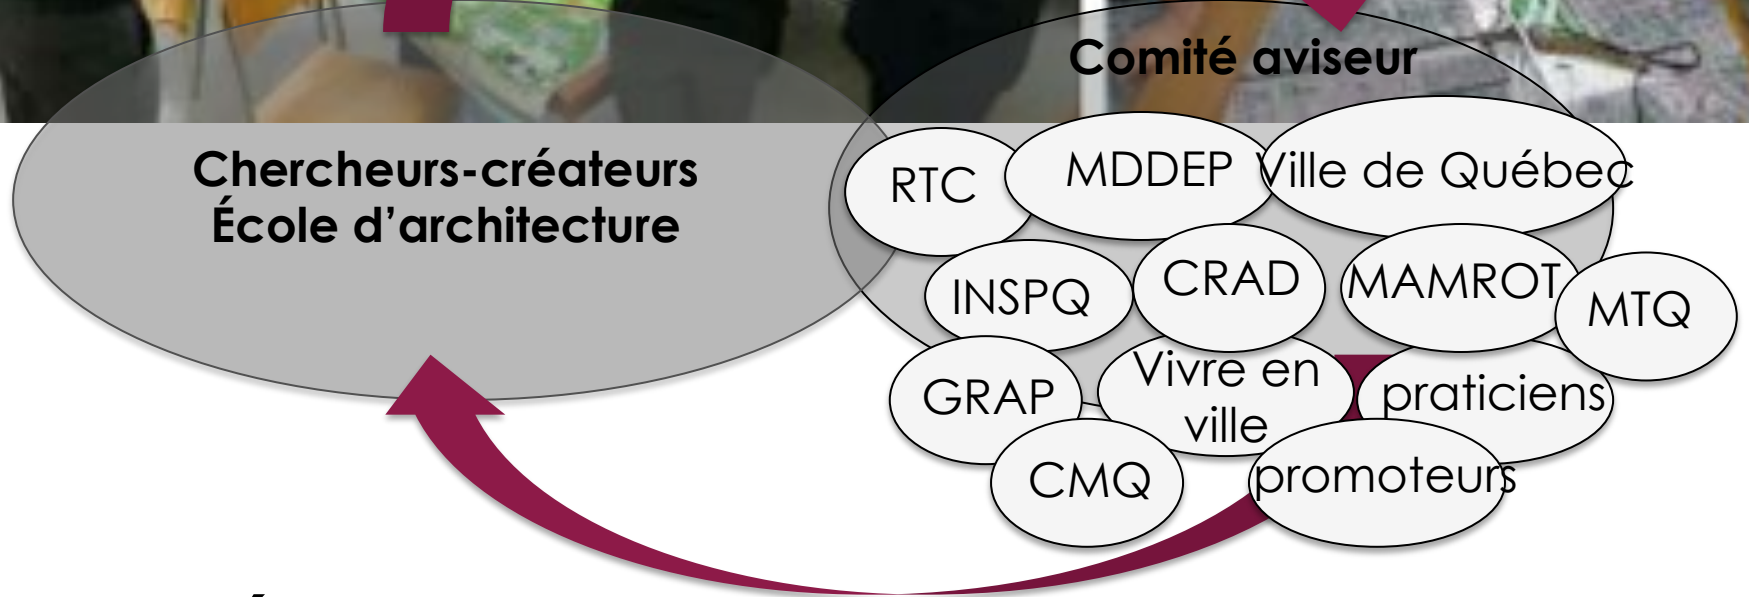 Comité aviseur
Chercheurs-créateurs
École d’architecture
RTC
MDDEP
Ville de Québec
INSPQ
CRAD
MAMROT
MTQ
GRAP
Vivre en
ville
praticiens
CMQ
promoteurs